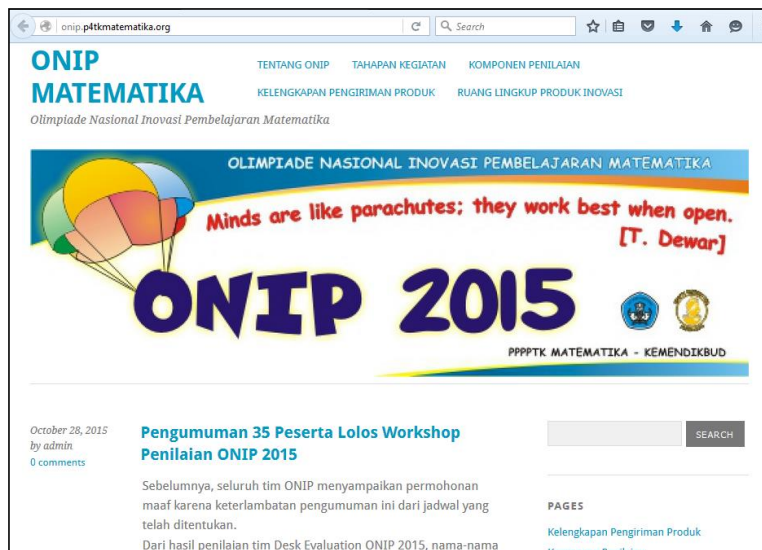 onip.p4tkmatematika.org
Search
ONIP
MATEMATIKA
TENTANG ONIP TAHAPAN KEGIATAN KOMPONEN PENILAIAN
KELENGKAPAN PENGIRIMAN PRODUK RUANG LINGKUP PRODUK INOVASI
Olimpiade Nasional Inovasi Pembelajaran Matematika
OLIMPIADE NASIONAL INOVASI PEMBELAJARAN MATEMATIKA
Minds are like parachutes; they work best when open.
[T. Dewar]
ONIP 2015
PPPPTK MATEMATIKA - KEMENDIKBUD
October 28, 2015
by admin
0 comments
Pengumuman 35 Peserta Lolos Workshop
Penilaian ONIP 2015
Sebelumnya, seluruh tim ONIP menyampaikan permohonan
maaf karena keterlambatan pengumuman ini dari jadwal yang
telah ditentukan.
Dari hasil penilaian tim Desk Evaluation ONIP 2015, nama-nama
SEARCH
PAGES
Kelengkapan Pengiriman Produk